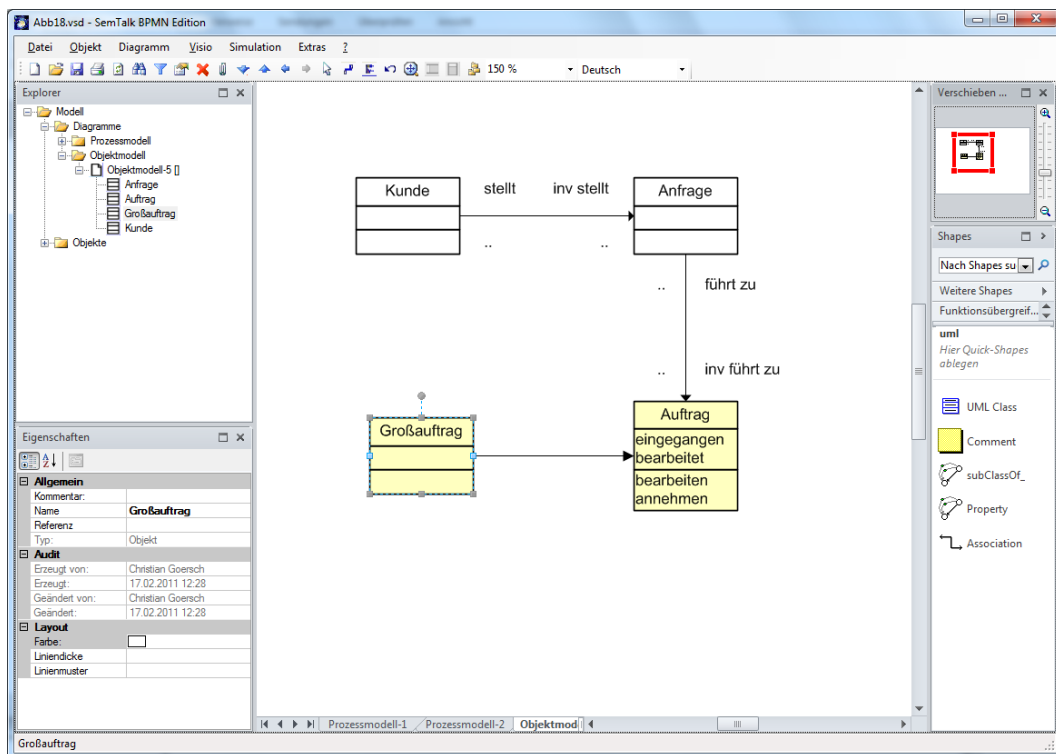 Abb18.vsd - SemTalk BPMN Edition
Datei Objekt Diagramm Visio Simulation Extras ?
150 % Deutsch
Explorer
Modell
Diagramme
Prozessmodell
Objektmodell
Objektmodell-5 []
Anfrage
Auftrag
Großauftrag
Kunde
Objekte
Eigenschaften
Allgemein
Kommentar:
Name Großauftrag
Referenz
Typ: Objekt
Audit
Erzeugt von: Christian Goersch
Erzeugt: 17.02.2011 12:28
Geändert von: Christian Goersch
Geändert: 17.02.2011 12:28
Layout
Farbe:
Liniendicke
Linienmuster
Kunde stellt inv stellt Anfrage
.. ..
.. führt zu
.. inv führt zu
Großauftrag
Auftrag
eingegangen
bearbeitet
bearbeiten
annehmen
Prozessmodell-1 Prozessmodell-2 Objektmod
Verschieben ...
Shapes
Nach Shapes su
Weitere Shapes
Funktionsübergreif...
uml
Hier Quick-Shapes
ablegen
UML Class
Comment
subClassOf_
Property
Association
Großauftrag